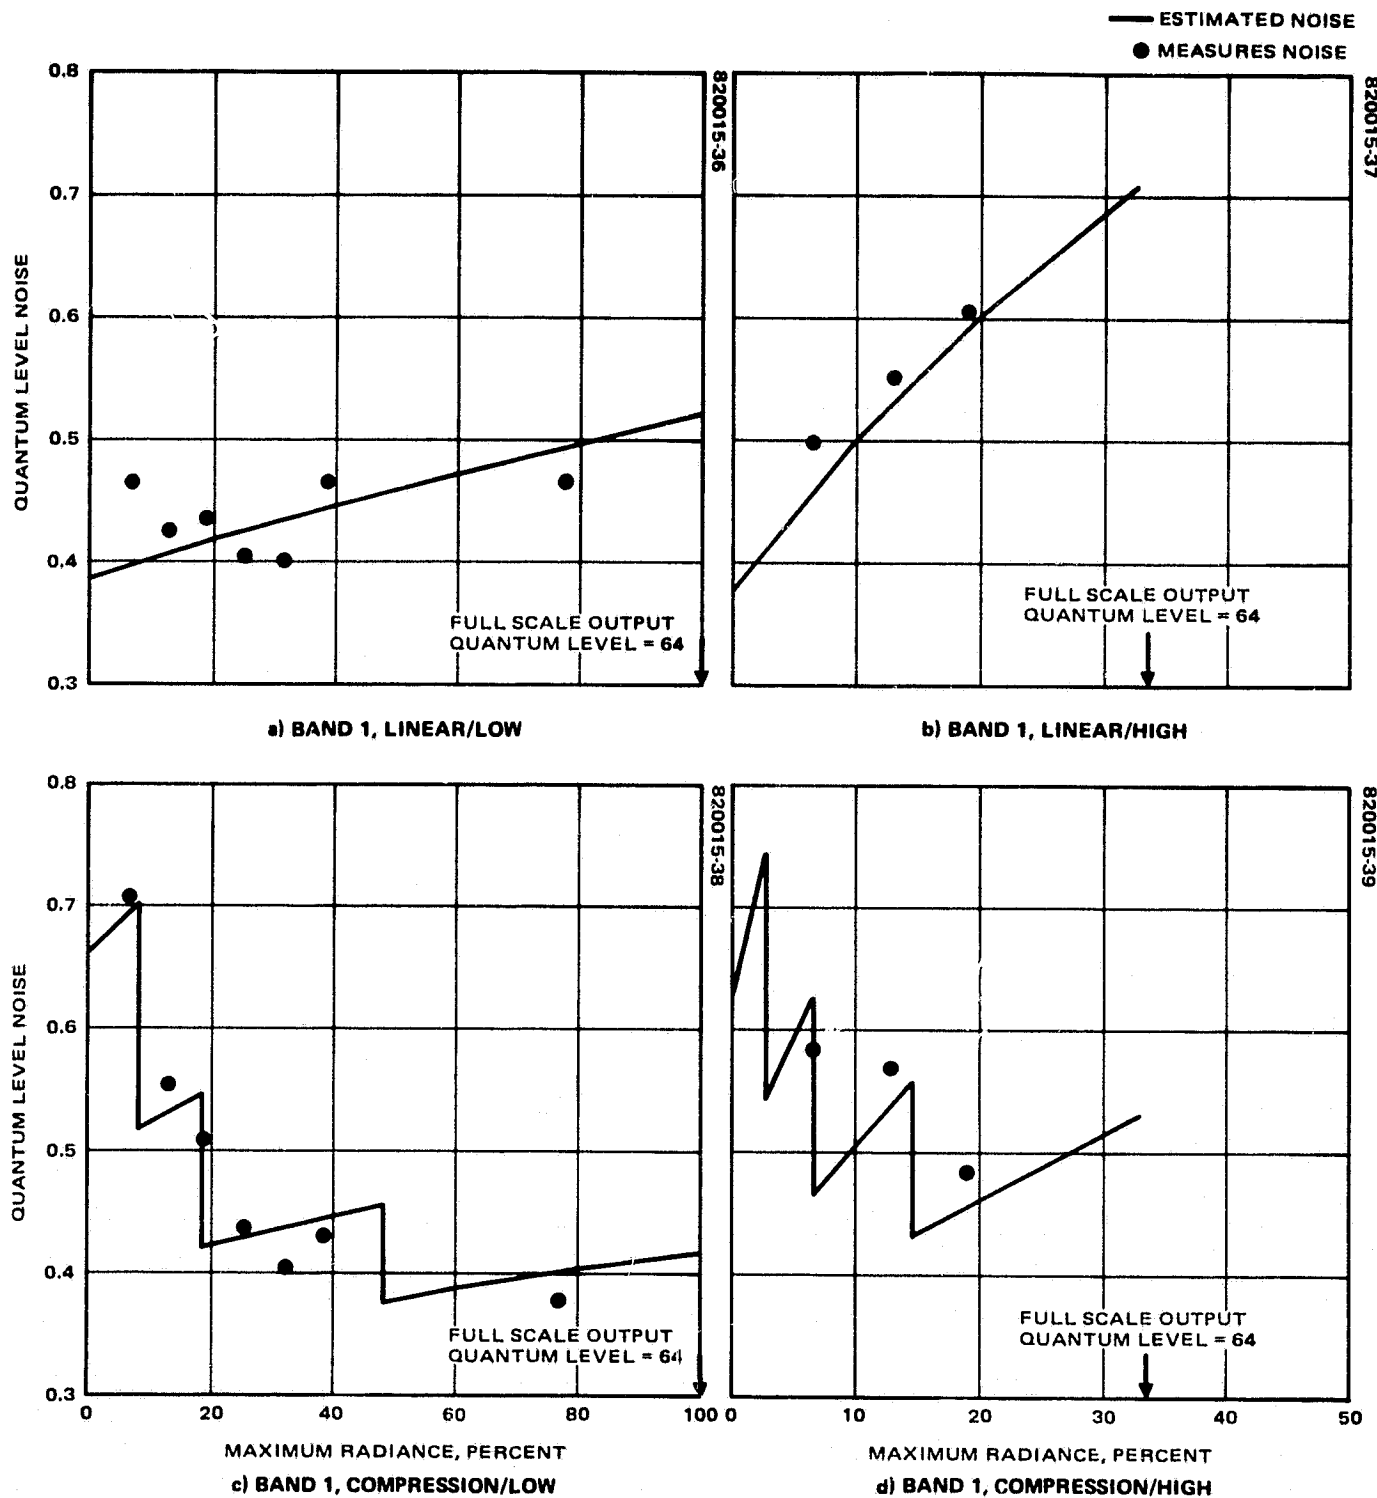 ESTIMATED NOISE
MEASURES NOISE
QUANTUM LEVEL NOISE
0.8
0.7
0.6
0.5
0.4
0.3
FULL SCALE OUTPUT
QUANTUM LEVEL = 64
820015-36
a) BAND 1, LINEAR/LOW
FULL SCALE OUTPUT
QUANTUM LEVEL = 64
820015-37
b) BAND 1, LINEAR/HIGH
QUANTUM LEVEL NOISE
0.8
0.7
0.6
0.5
0.4
0.3
FULL SCALE OUTPUT
QUANTUM LEVEL = 64
820015-38
0 20 40 60 80 100
MAXIMUM RADIANCE, PERCENT
c) BAND 1, COMPRESSION/LOW
FULL SCALE OUTPUT
QUANTUM LEVEL = 64
820015-39
0 10 20 30 40 50
MAXIMUM RADIANCE, PERCENT
d) BAND 1, COMPRESSION/HIGH